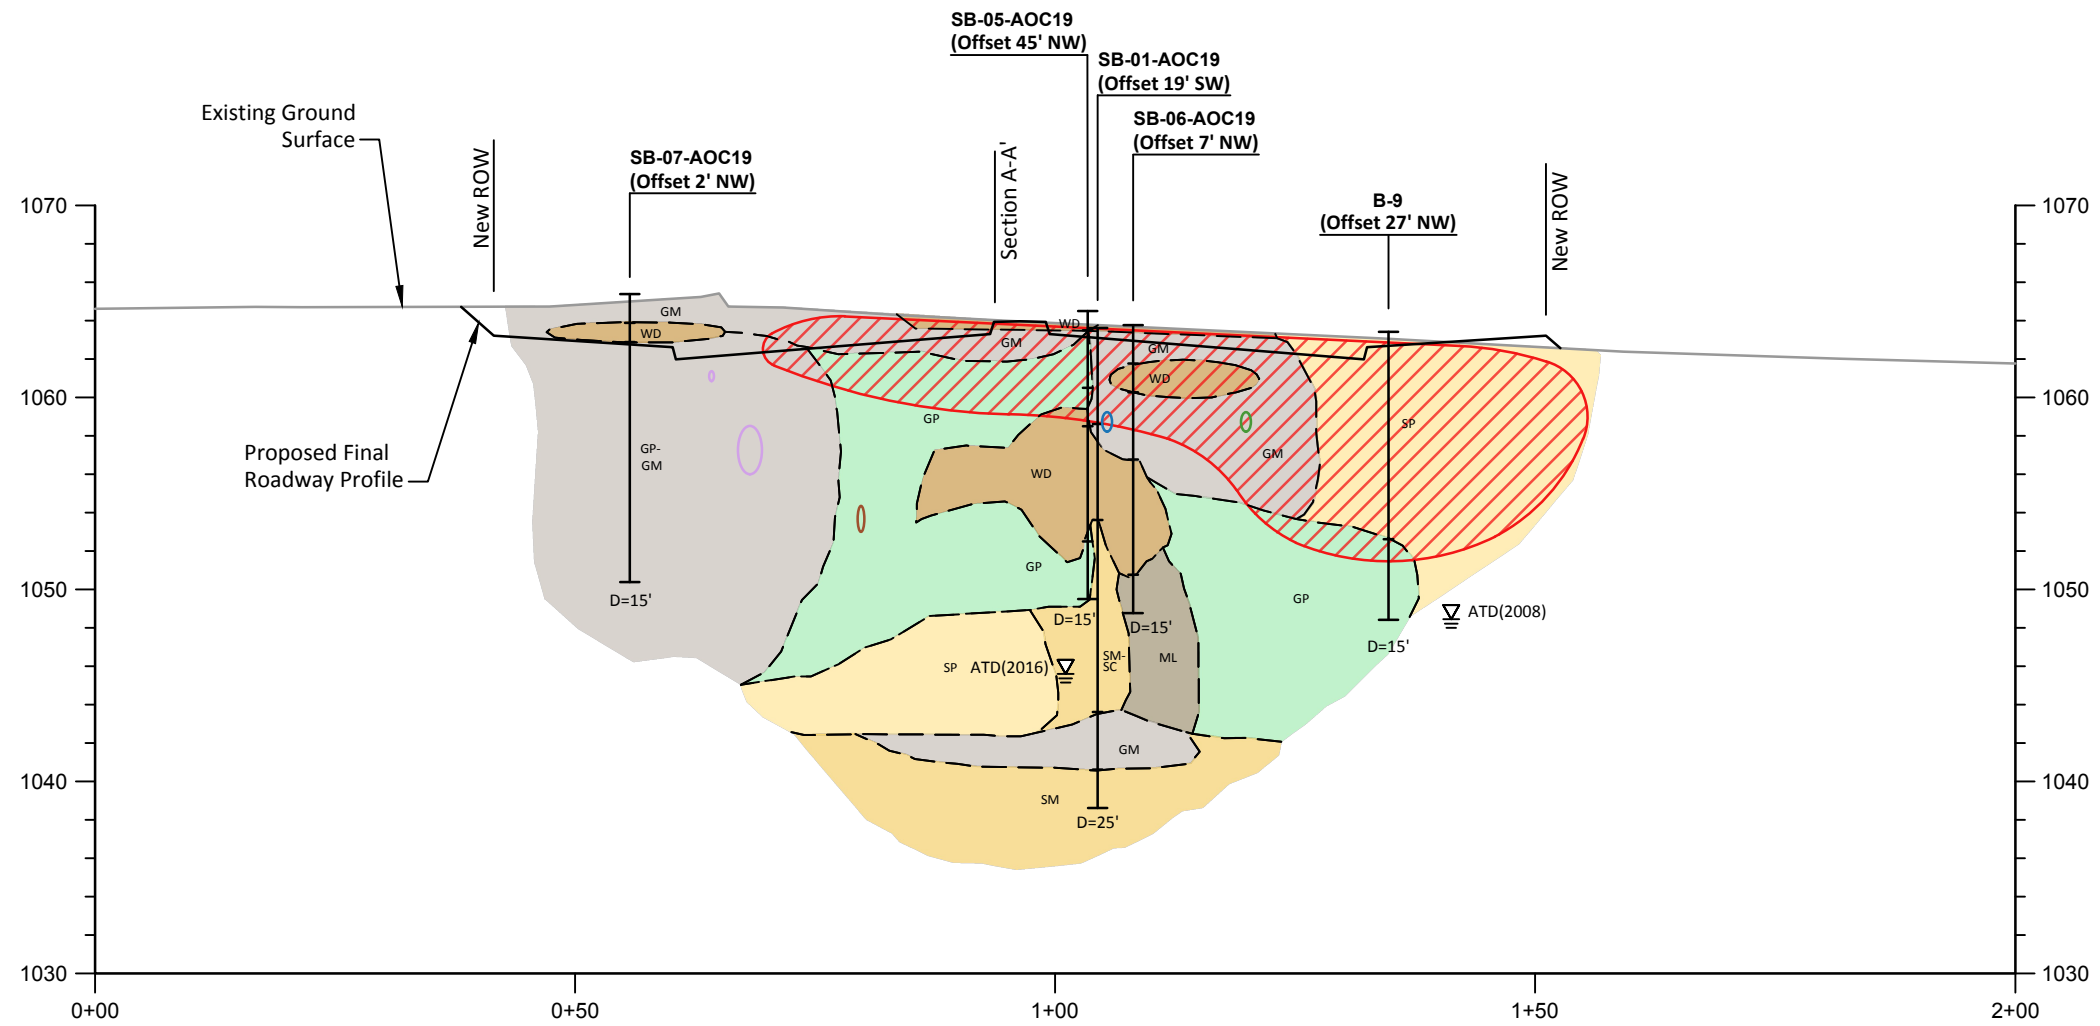 SB-05-AOC19
(Offset 45' NW)
SB-01-AOC19
(Offset 19' SW)
SB-06-AOC19
(Offset 7' NW)
Existing Ground
Surface
New ROW
SB-07-AOC19
(Offset 2' NW)
Section A-A'
B-9
(Offset 27' NW)
New ROW
1070
1070
GM
WD
WD
GM
GM
WD
1060
1060
GP
SP
Proposed Final
Roadway Profile
GP-
GM
WD
GM
GP
1050
1050
D=15'
GP
ATD(2008)
D=15'
D=15'
D=15'
SP
ATD(2016)
SM-
SC
ML
GM
1040
1040
SM
D=25'
1030
1030
0+00
0+50
1+00
1+50
2+00